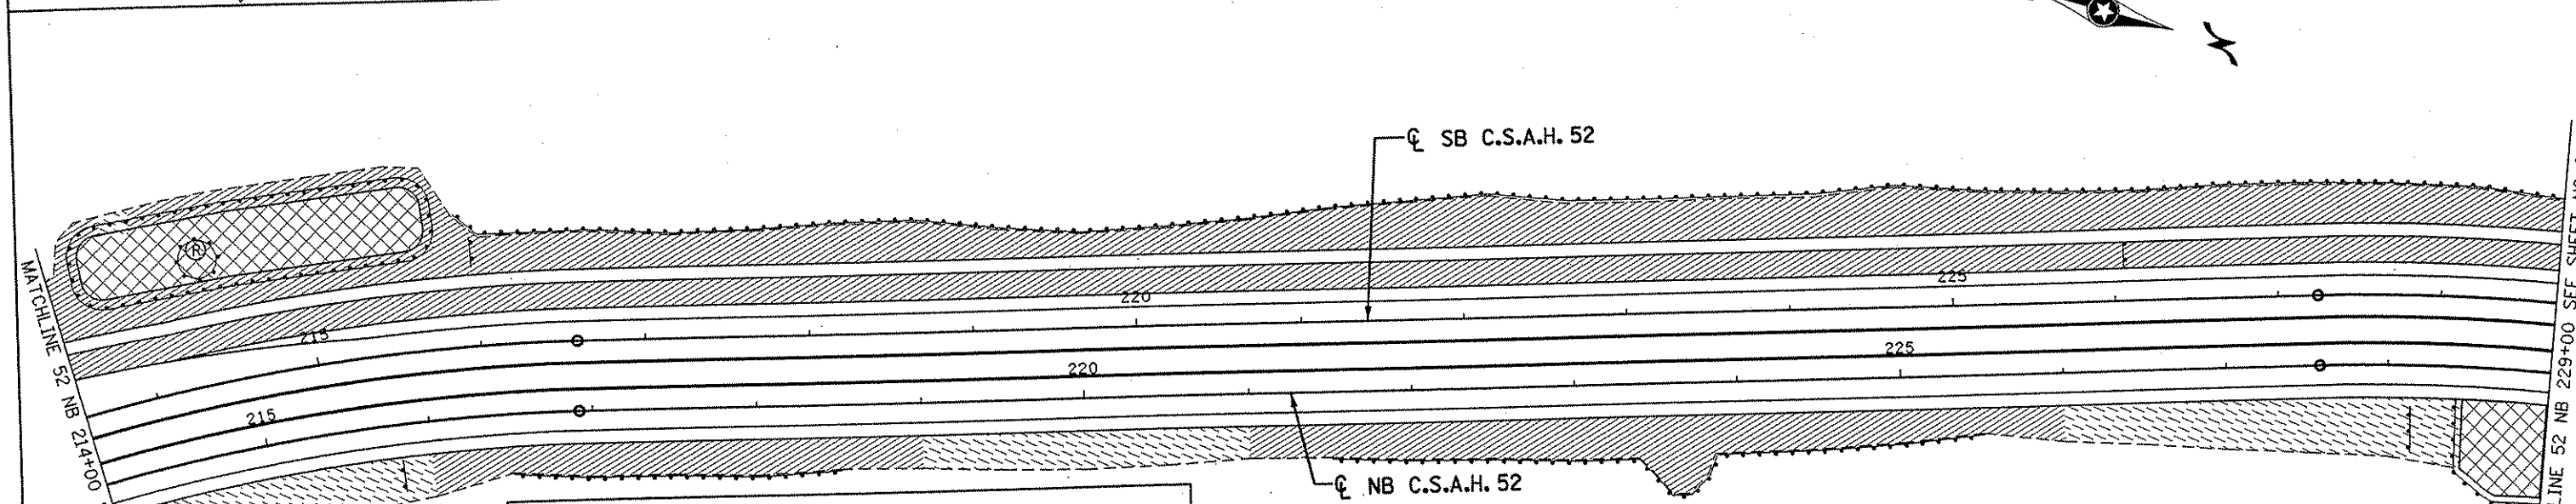 ℄ SB C.S.A.H. 52
R
MATCHLINE 52 NB 214+00
215
220
225
215
220
225
℄ NB C.S.A.H. 52
LINE 52 NB 229+00 SEE SHEET